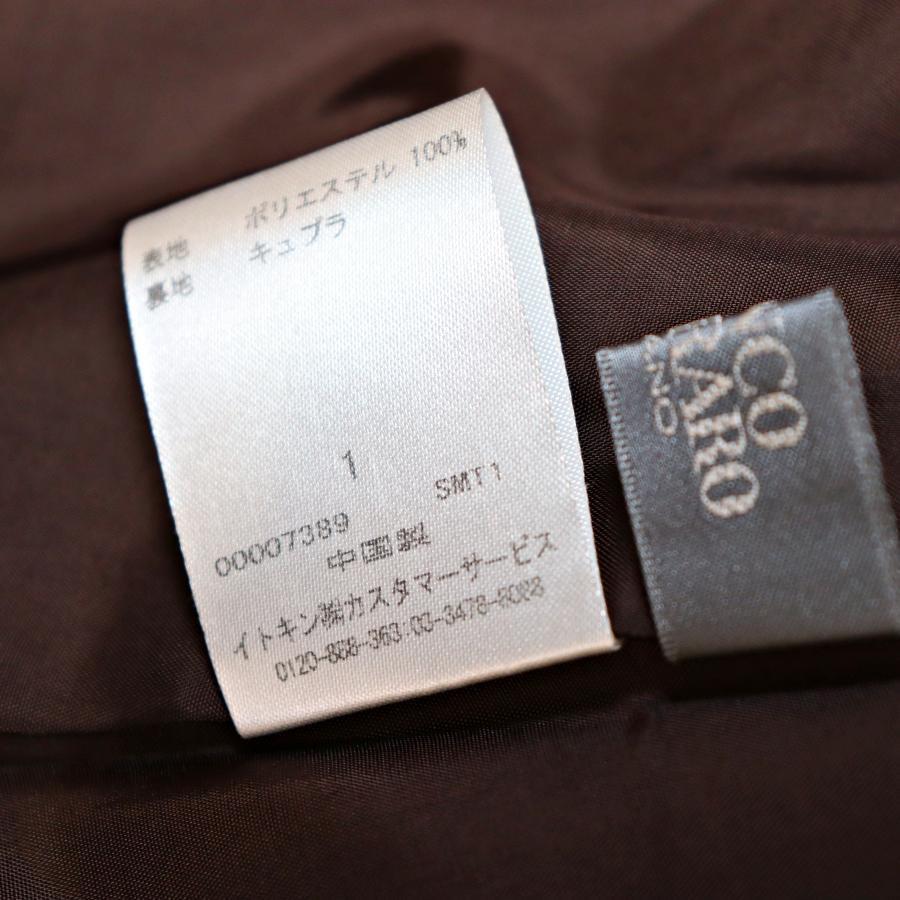 表地 ポリエステル 100%
裏地 キュプラ
1
SMT1
00007389
中国製
イトキン㈱カスタマーサービス
0120-888-363.03-3478-8088
CO
ARO
ANO